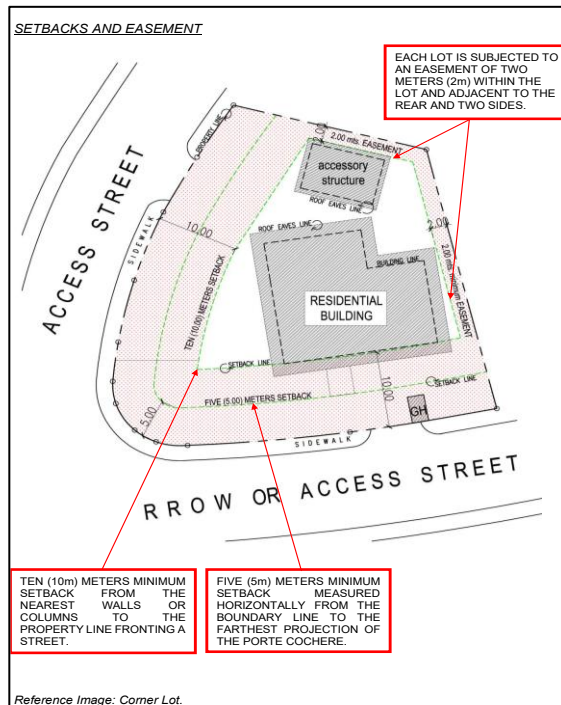 SETBACKS AND EASEMENT
EACH LOT IS SUBJECTED TO
AN EASEMENT OF TWO
METERS (2m) WITHIN THE
LOT AND ADJACENT TO THE
REAR AND TWO SIDES.
PROPERTY LINE
2.00
2.00 mts. EASEMENT
accessory
structure
ROOF EAVES LINE
ACCESS STREET
SIDEWALK
10.00
ROOF EAVES LINE
2.00
BUILDING LINE
2.00 mts. minimum EASEMENT
TEN (10.00) METERS SETBACK
RESIDENTIAL
BUILDING
SETBACK LINE
10.00
SETBACK LINE
FIVE (5.00) METERS SETBACK
5.00
GH
SIDEWALK
RROW OR ACCESS STREET
TEN (10m) METERS MINIMUM
SETBACK FROM THE
NEAREST WALLS OR
COLUMNS TO THE
PROPERTY LINE FRONTING A
STREET.
FIVE (5m) METERS MINIMUM
SETBACK MEASURED
HORIZONTALLY FROM THE
BOUNDARY LINE TO THE
FARTHEST PROJECTION OF
THE PORTE COCHERE.
Reference Image: Corner Lot.